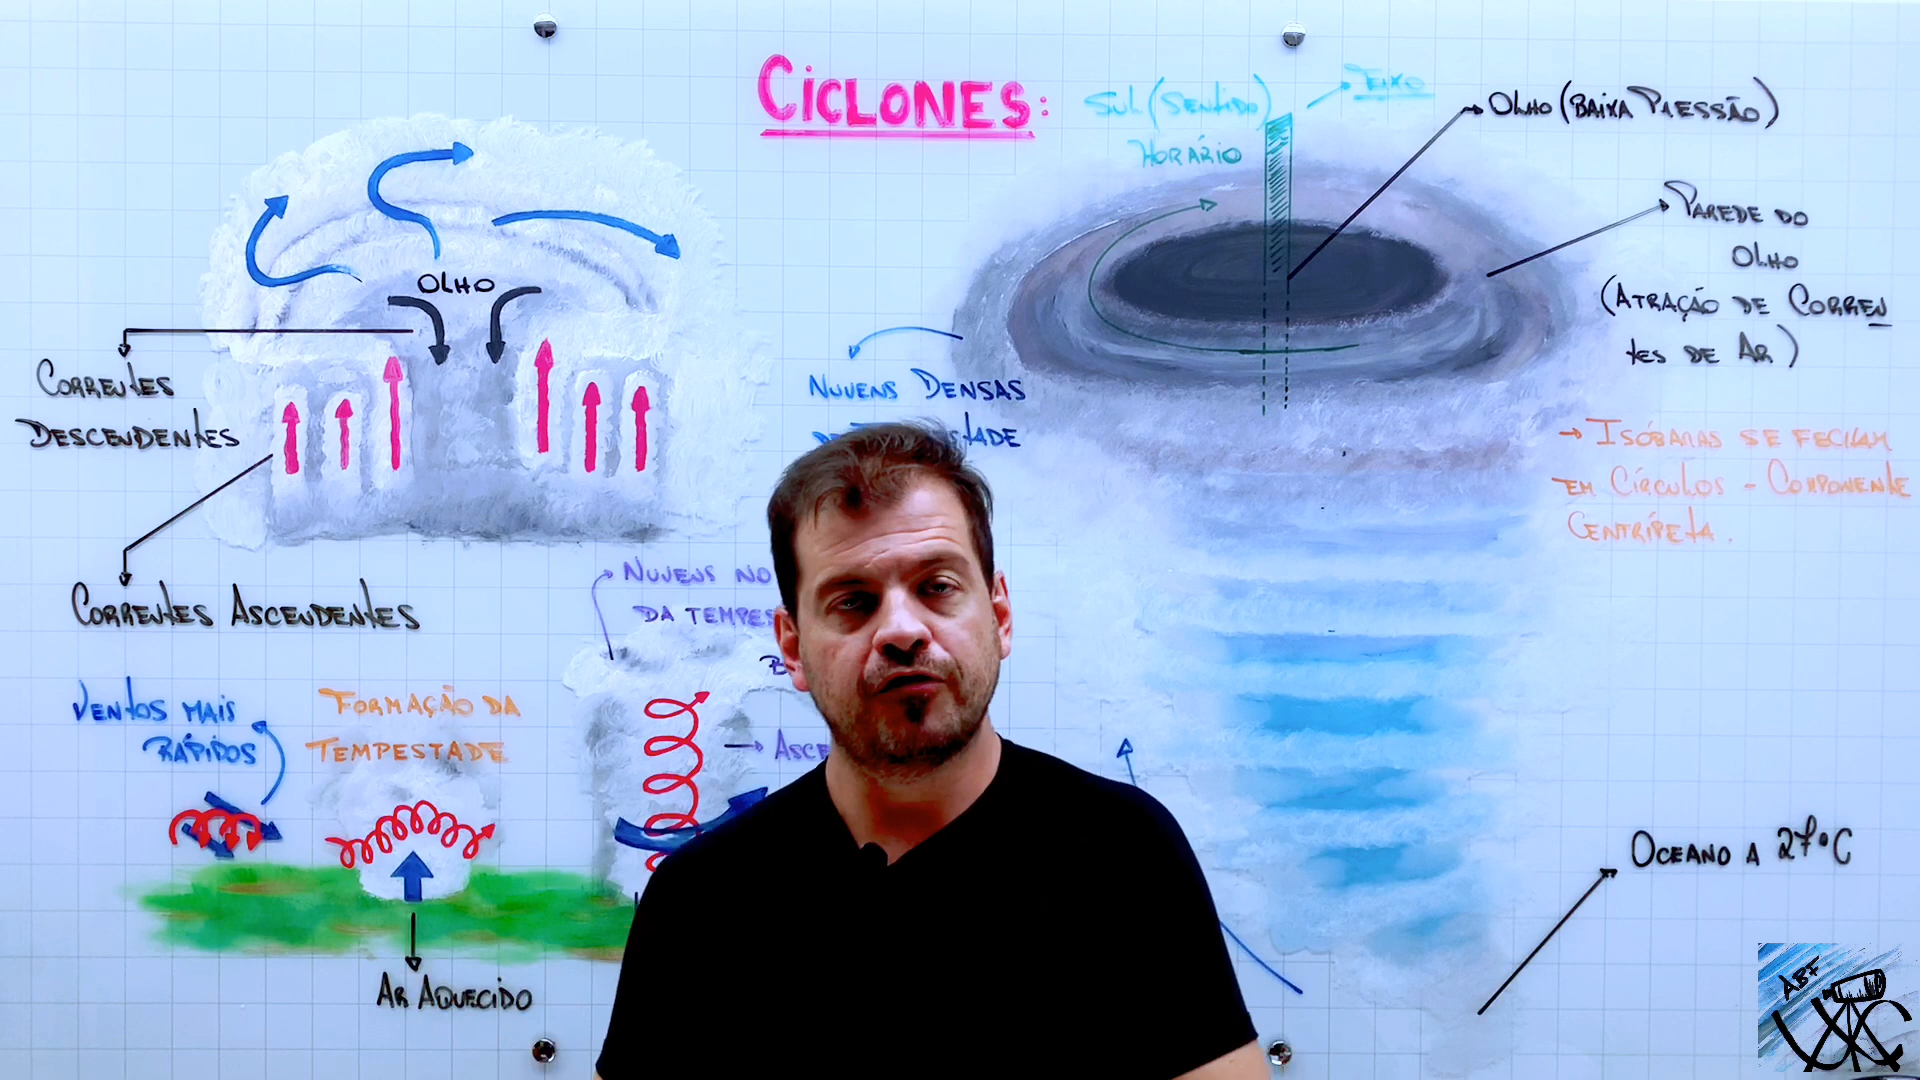 CICLONES:
SUL (SENTIDO)
HORÁRIO
OLHO (BAIXA PRESSÃO)
PAREDE DO
OLHO
(ATRAÇÃO DE CORREN
TES DE AR)
OLHO
CORRENTES
DESCENDENTES
NUVENS DENSAS
→ ISÓBARAS SE FECHAM
EM CÍRCULOS - COMPONENTE
CENTRÍPETA.
CORRENTES ASCENDENTES
NUVENS NO
DA TEMPES
VENTOS MAIS
RÁPIDOS
FORMAÇÃO DA
TEMPESTADE
ASCE
OCEANO A 27°C
AR AQUECIDO
ABF